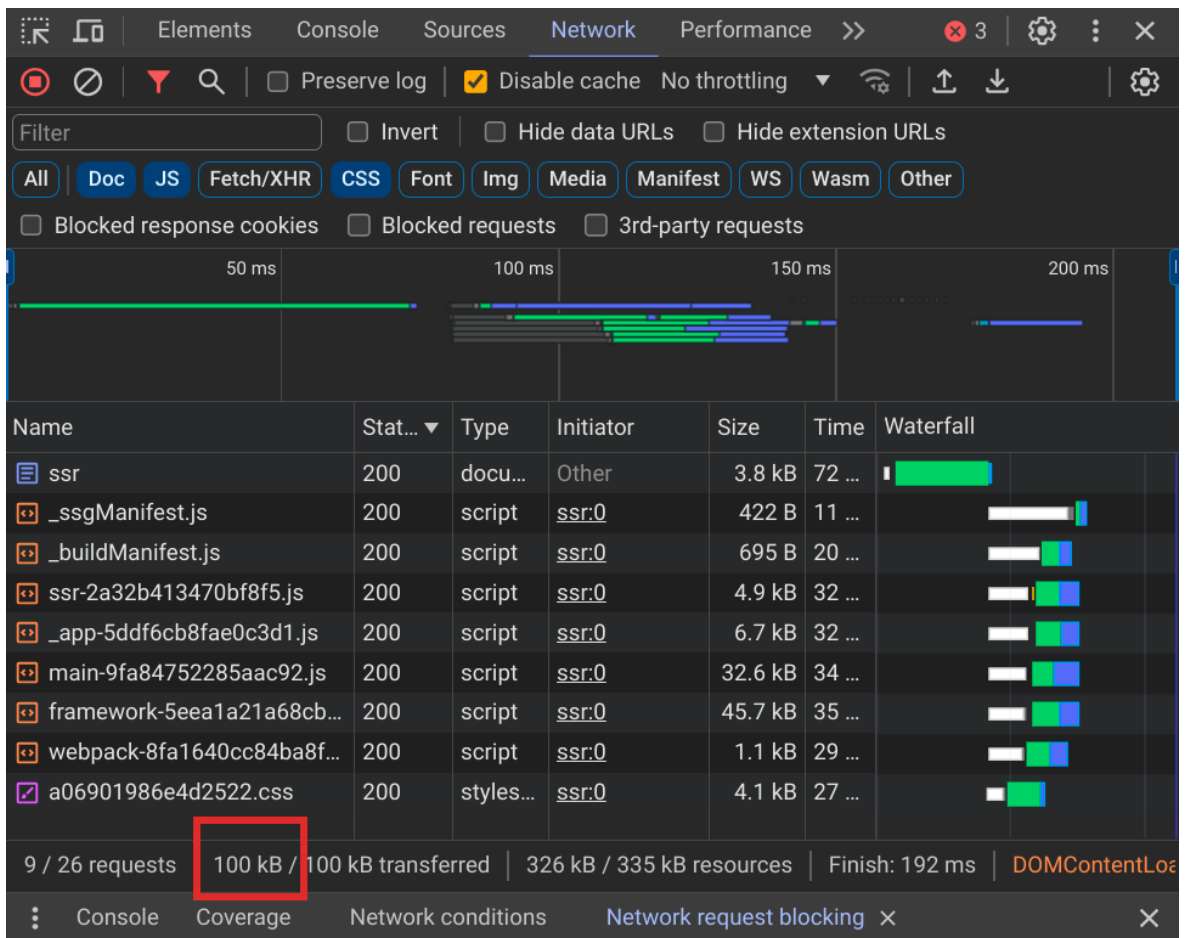 Elements Console Sources Network Performance 3
Preserve log Disable cache No throttling
Filter Invert Hide data URLs Hide extension URLs
All Doc JS Fetch/XHR CSS Font Img Media Manifest WS Wasm Other
Blocked response cookies Blocked requests 3rd-party requests
50 ms 100 ms 150 ms 200 ms
Name Stat… Type Initiator Size Time Waterfall
ssr 200 docu… Other 3.8 kB 72 …
_ssgManifest.js 200 script ssr:0 422 B 11 …
_buildManifest.js 200 script ssr:0 695 B 20 …
ssr-2a32b413470bf8f5.js 200 script ssr:0 4.9 kB 32 …
_app-5ddf6cb8fae0c3d1.js 200 script ssr:0 6.7 kB 32 …
main-9fa84752285aac92.js 200 script ssr:0 32.6 kB 34 …
framework-5eea1a21a68cb… 200 script ssr:0 45.7 kB 35 …
webpack-8fa1640cc84ba8f… 200 script ssr:0 1.1 kB 29 …
a06901986e4d2522.css 200 styles… ssr:0 4.1 kB 27 …
9 / 26 requests 100 kB / 100 kB transferred 326 kB / 335 kB resources Finish: 192 ms DOMContentLoa
Console Coverage Network conditions Network request blocking